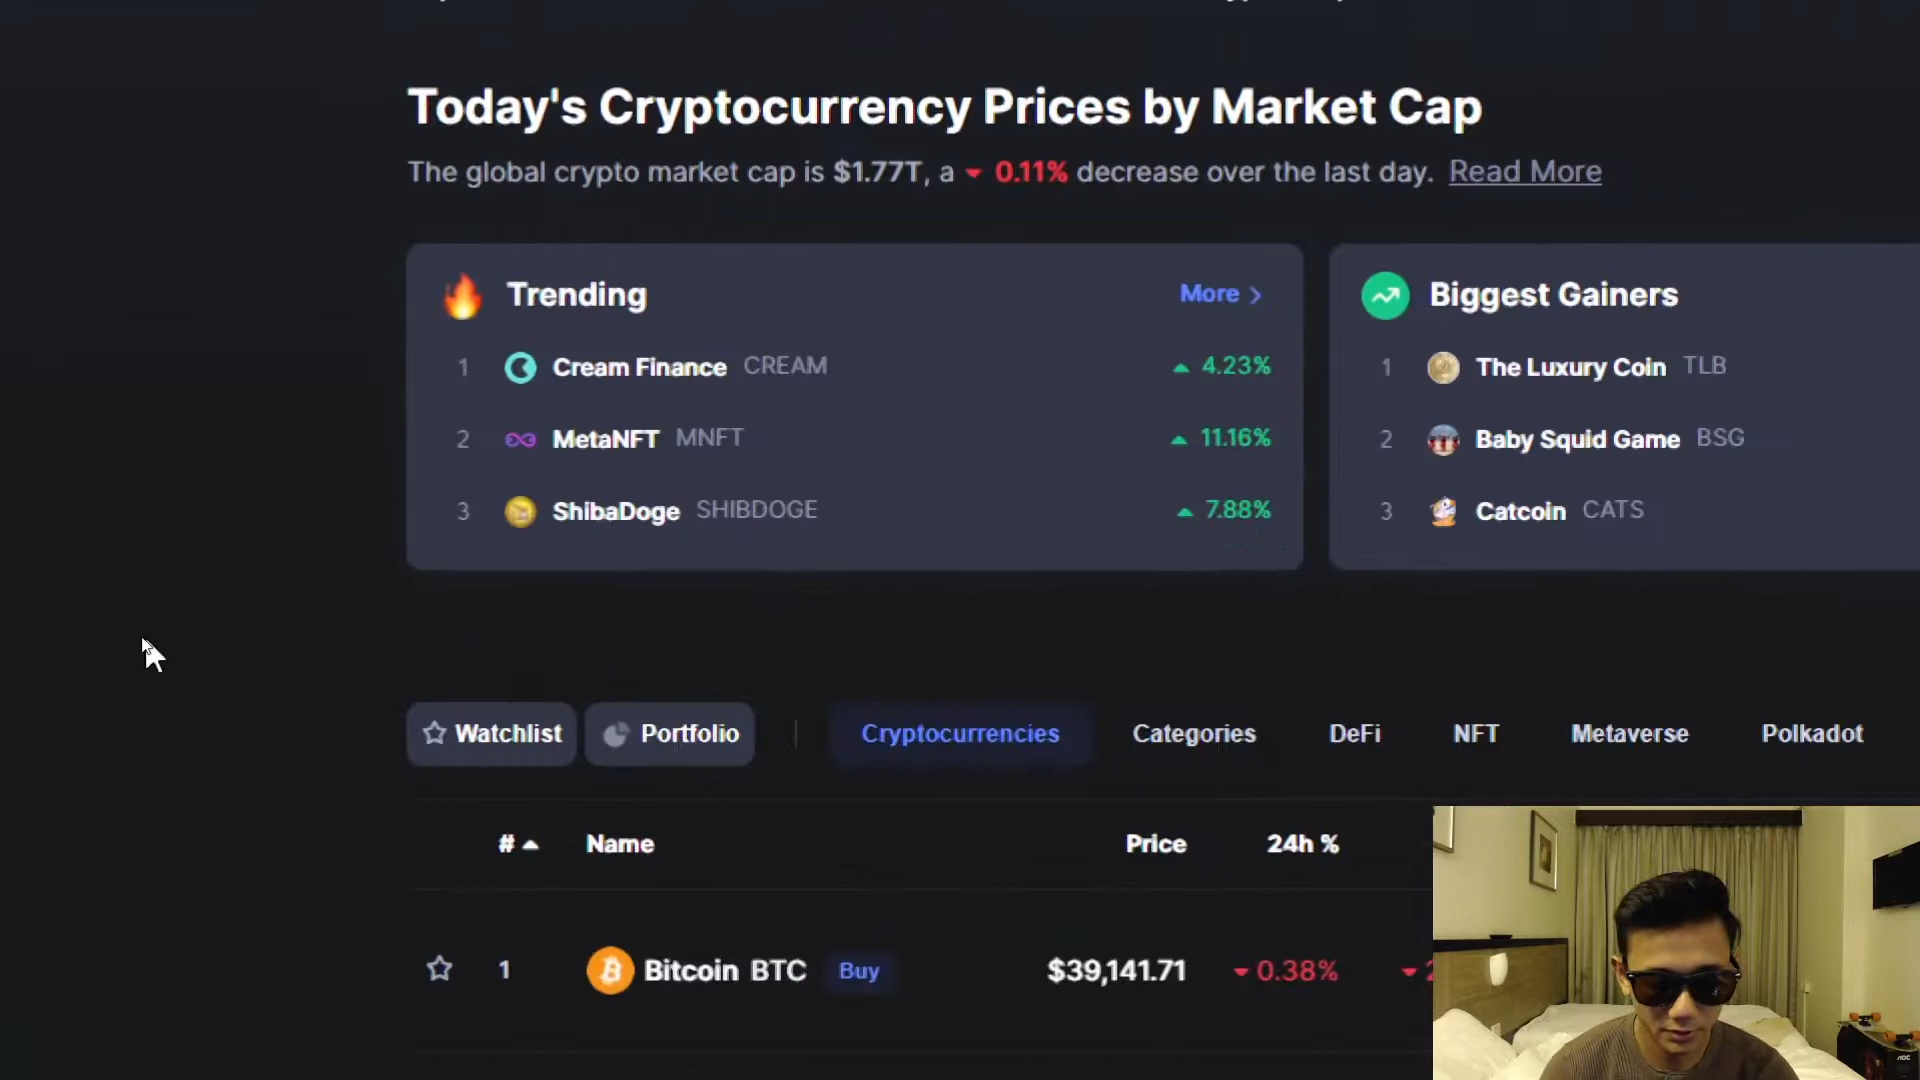 Today's Cryptocurrency Prices by Market Cap
The global crypto market cap is $1.77T, a 0.11% decrease over the last day. Read More
Trending More
1 Cream Finance CREAM 4.23%
2 MetaNFT MNFT 11.16%
3 ShibaDoge SHIBDOGE 7.88%
Biggest Gainers
1 The Luxury Coin TLB
2 Baby Squid Game BSG
3 Catcoin CATS
Watchlist Portfolio Cryptocurrencies Categories DeFi NFT Metaverse Polkadot
# Name Price 24h %
1 Bitcoin BTC Buy $39,141.71 0.38%
AOC